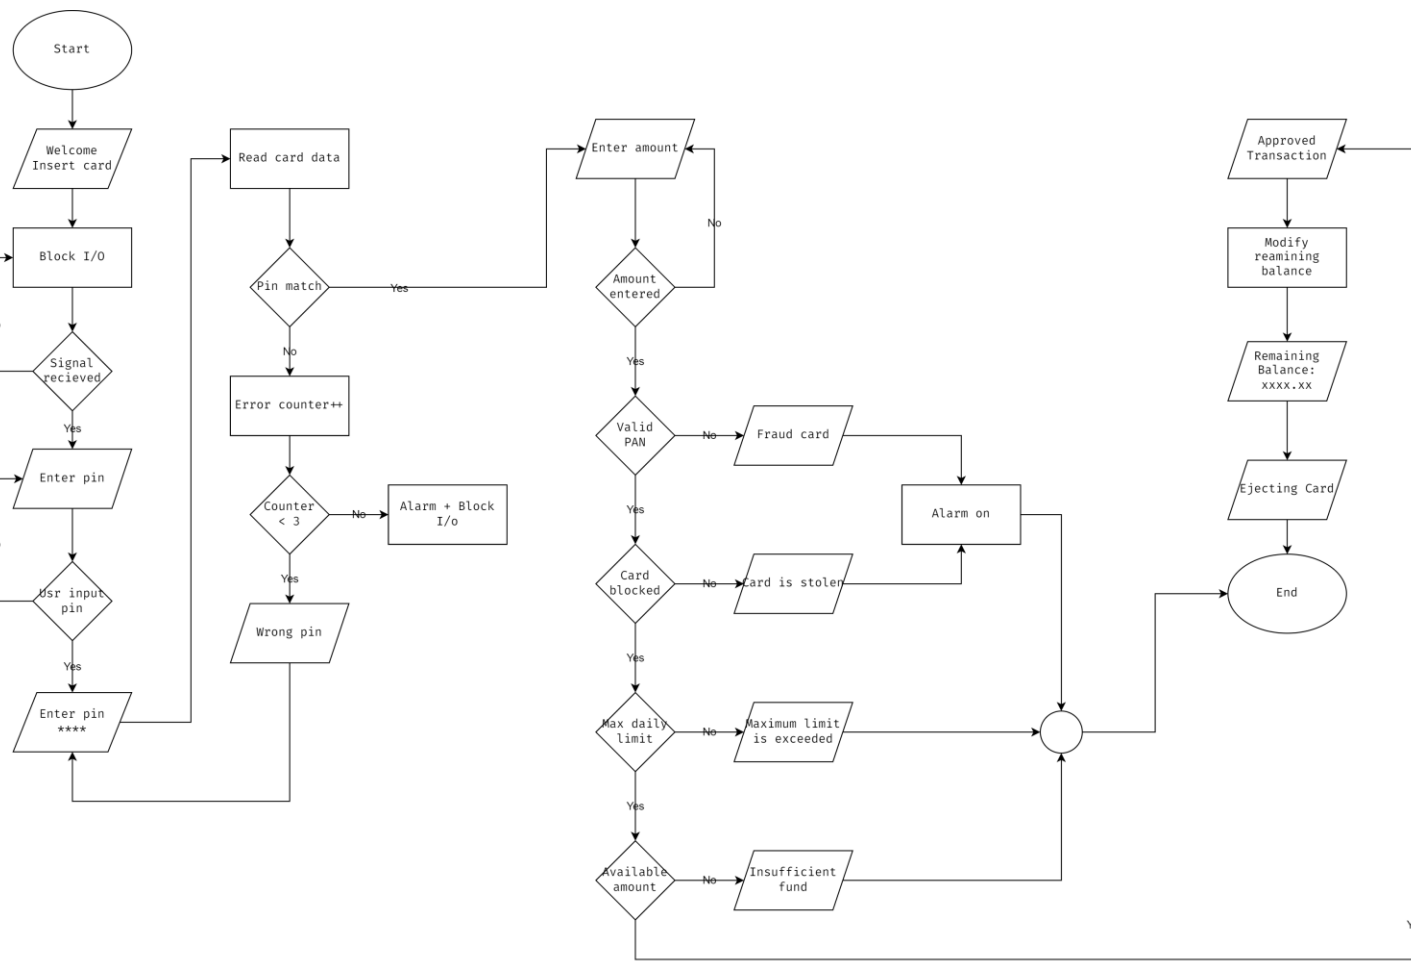 Start
Welcome
Insert card
Block I/O
Signal
recieved
Yes
Enter pin
Usr input
pin
Yes
Enter pin
****
Read card data
Pin match
Yes
No
Error counter++
Counter
< 3
No
Alarm + Block
I/o
Yes
Wrong pin
Enter amount
No
Amount
entered
Yes
Valid
PAN
No
Fraud card
Yes
Card
blocked
No
Card is stolen
Alarm on
Yes
Max daily
limit
No
Maximum limit
is exceeded
Yes
Available
amount
No
Insufficient
fund
Approved
Transaction
Modify
reamining
balance
Remaining
Balance:
xxxx.xx
Ejecting Card
End